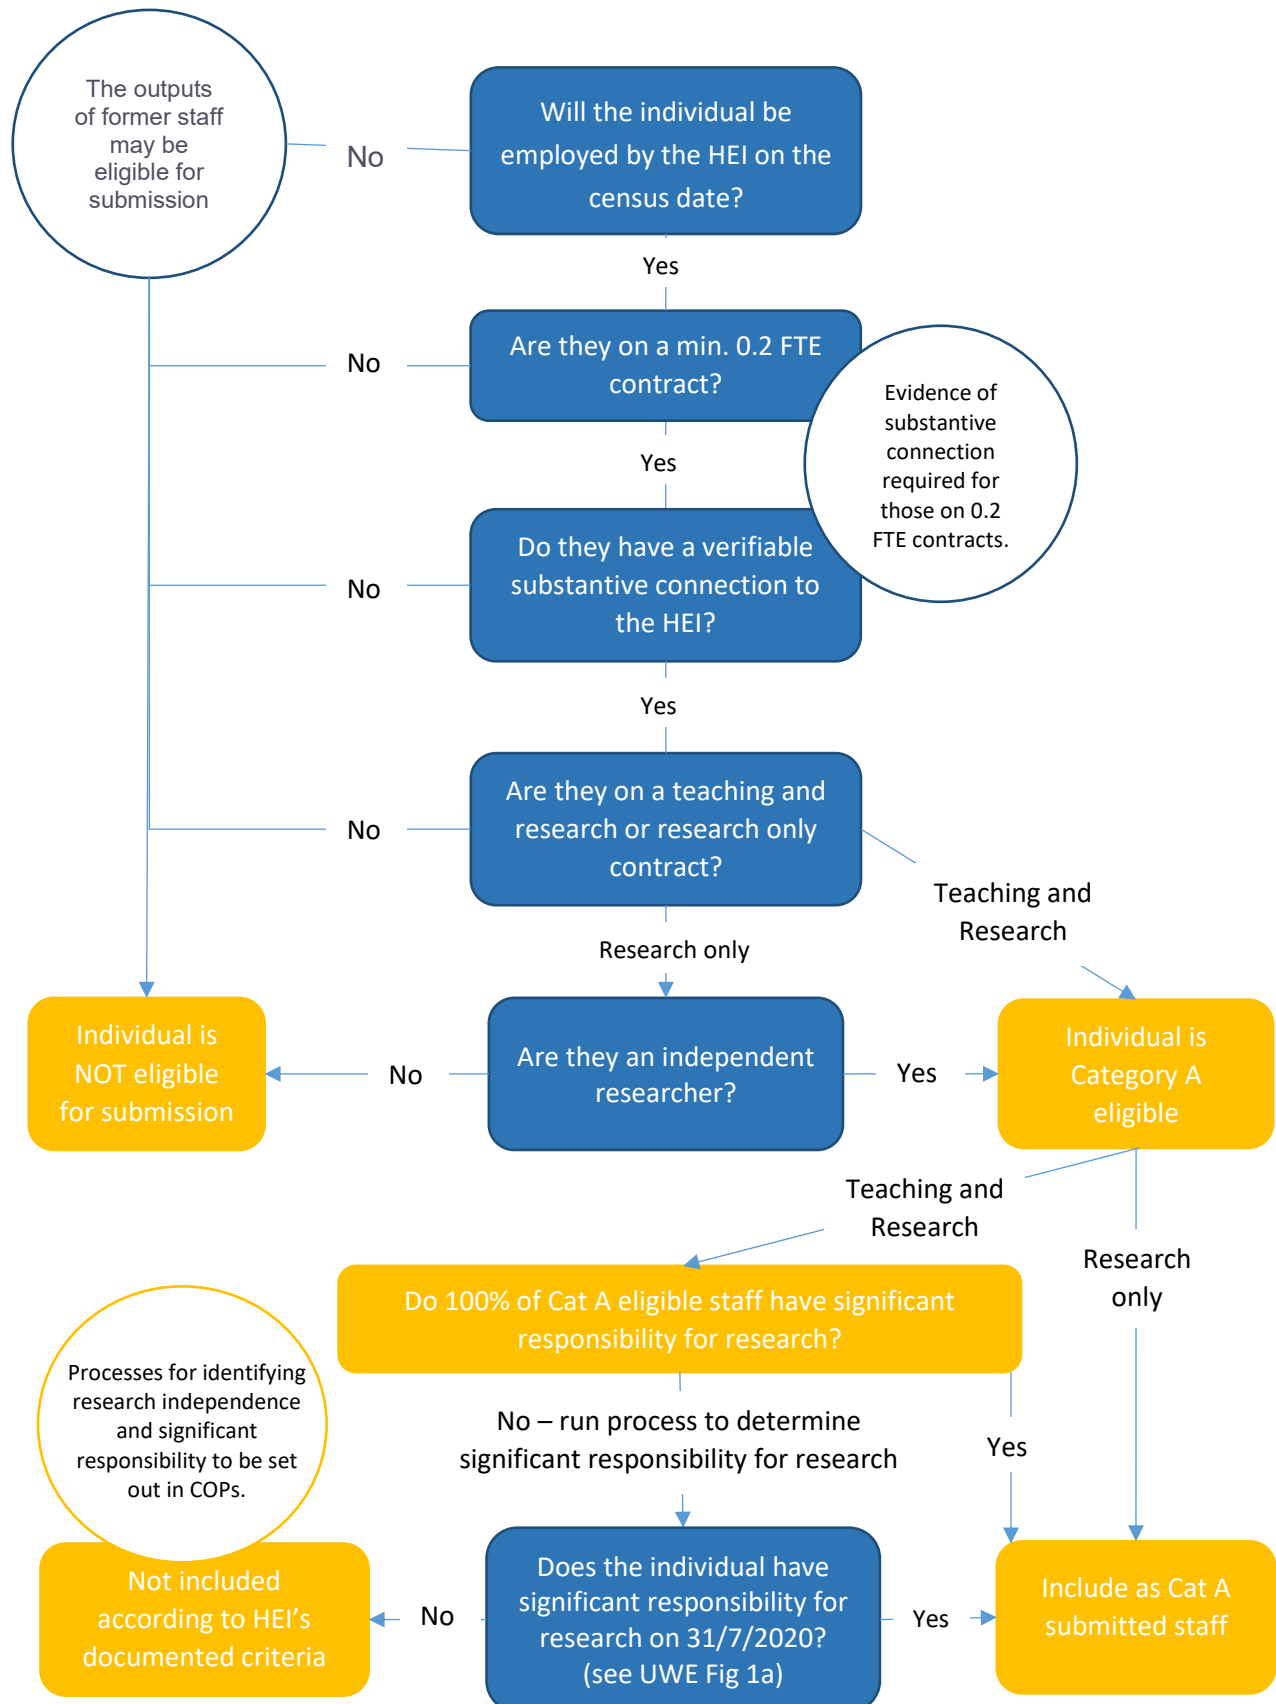 The outputs
of former staff
may be
eligible for
submission
No
Will the individual be
employed by the HEI on the
census date?
Yes
No
Are they on a min. 0.2 FTE
contract?
Evidence of
substantive
connection
required for
those on 0.2
FTE contracts.
Yes
No
Do they have a verifiable
substantive connection to
the HEI?
Yes
No
Are they on a teaching and
research or research only
contract?
Teaching and
Research
Research only
Individual is
NOT eligible
for submission
No
Are they an independent
researcher?
Yes
Individual is
Category A
eligible
Teaching and
Research
Research
only
Do 100% of Cat A eligible staff have significant
responsibility for research?
Processes for identifying
research independence
and significant
responsibility to be set
out in COPs.
No – run process to determine
significant responsibility for research
Yes
Not included
according to HEI’s
documented criteria
No
Does the individual have
significant responsibility for
research on 31/7/2020?
(see UWE Fig 1a)
Yes
Include as Cat A
submitted staff